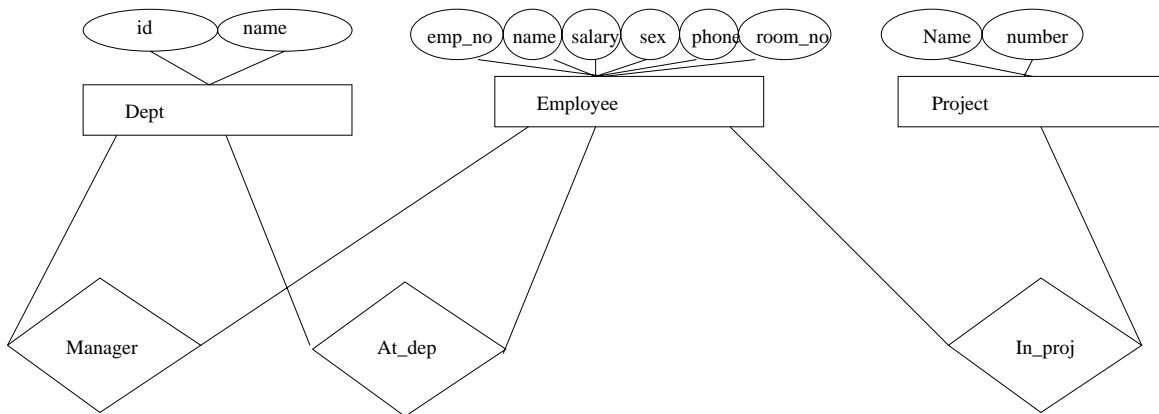 id name
emp_no name salary sex phone room_no
Name number
Dept
Employee
Project
Manager
At_dep
In_proj